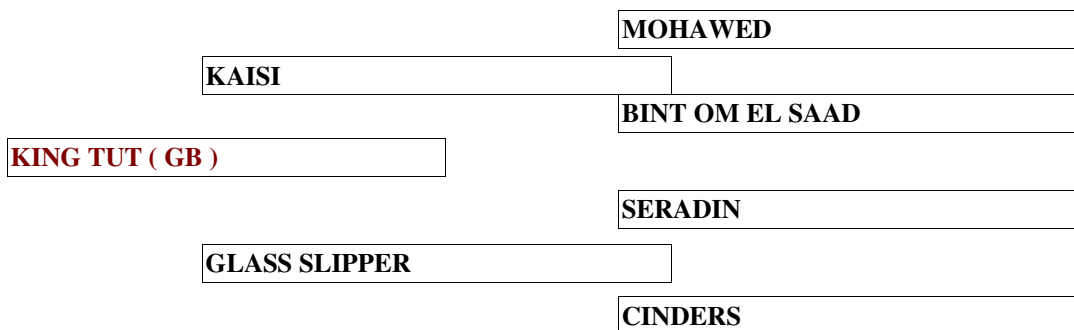 MOHAWED
KAISI
BINT OM EL SAAD
KING TUT ( GB )
SERADIN
GLASS SLIPPER
CINDERS